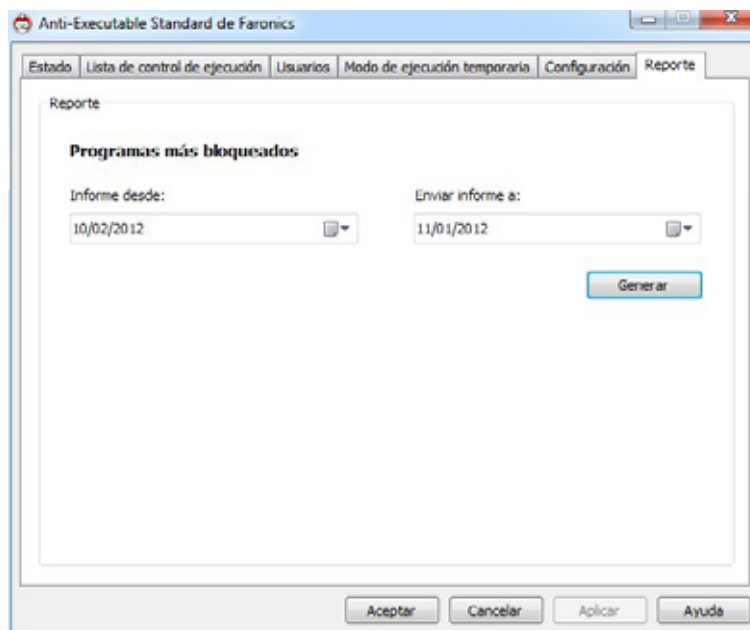 Anti-Executable Standard de Faronics
Estado Lista de control de ejecución Usuarios Modo de ejecución temporaria Configuración Reporte
Reporte
Programas más bloqueados
Informe desde: Enviar informe a:
10/02/2012 11/01/2012
Generar
Aceptar Cancelar Aplicar Ayuda